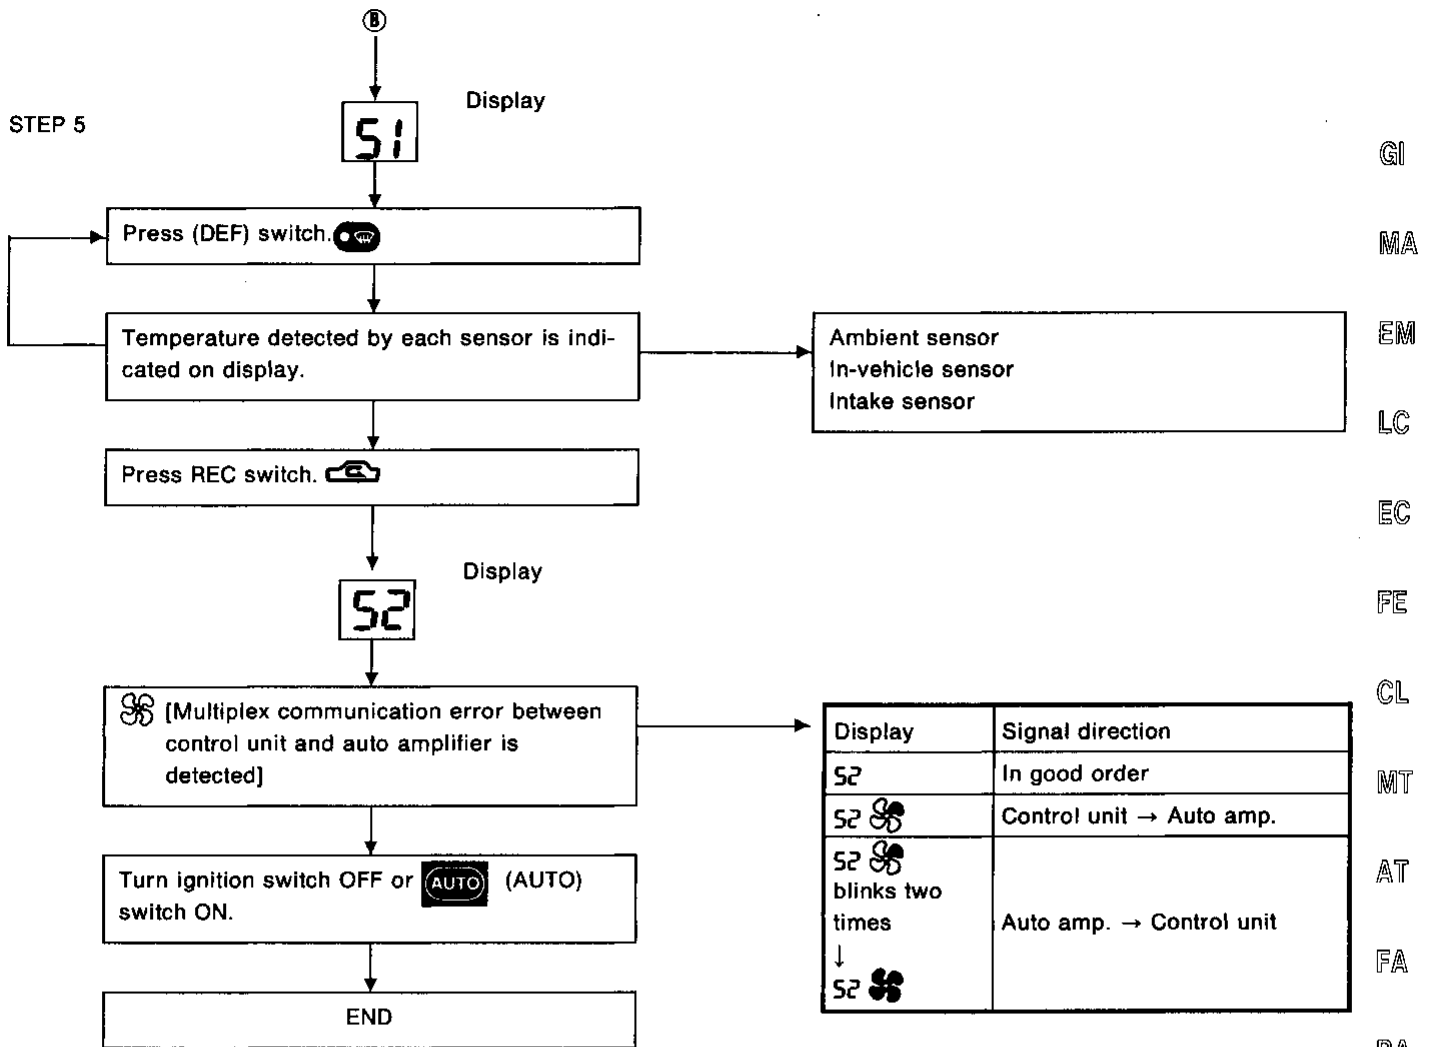 B
Display
STEP 5
51
Press (DEF) switch.
Temperature detected by each sensor is indi-
cated on display.
Ambient sensor
In-vehicle sensor
Intake sensor
Press REC switch.
Display
52
[Multiplex communication error between
control unit and auto amplifier is
detected]
Display Signal direction
52 In good order
52 Control unit → Auto amp.
52
blinks two
times
↓
52
Auto amp. → Control unit
Turn ignition switch OFF or AUTO (AUTO)
switch ON.
END
GI
MA
EM
LC
EC
FE
CL
MT
AT
FA